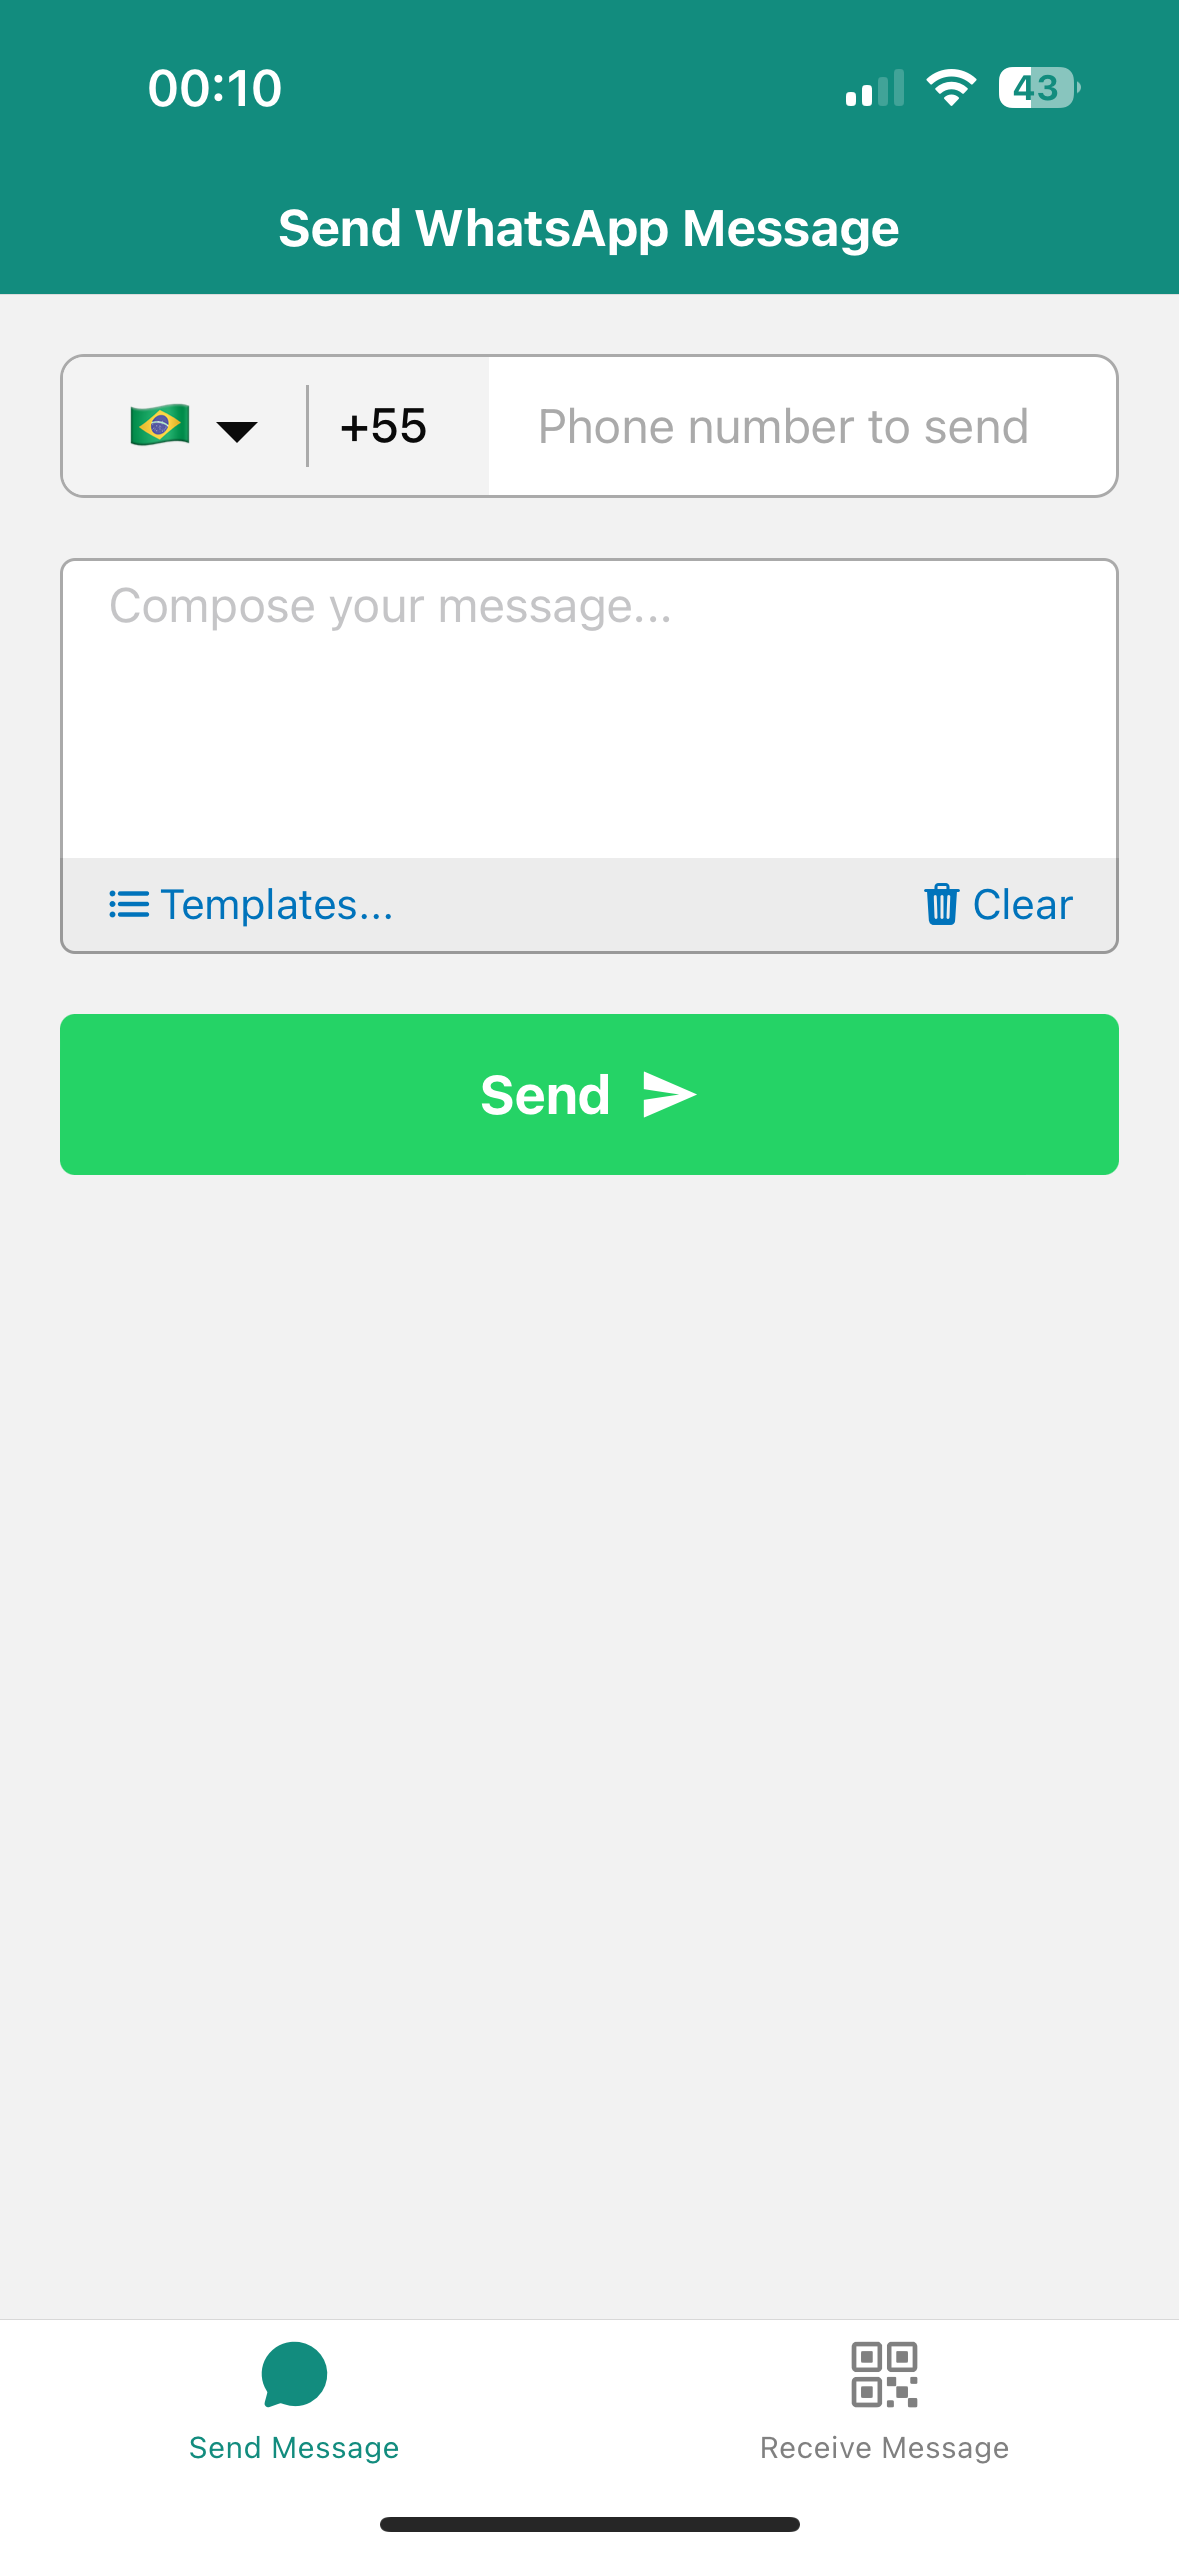 00:10
43
Send WhatsApp Message
+55
Phone number to send
Compose your message...
Templates...
Clear
Send
Send Message
Receive Message